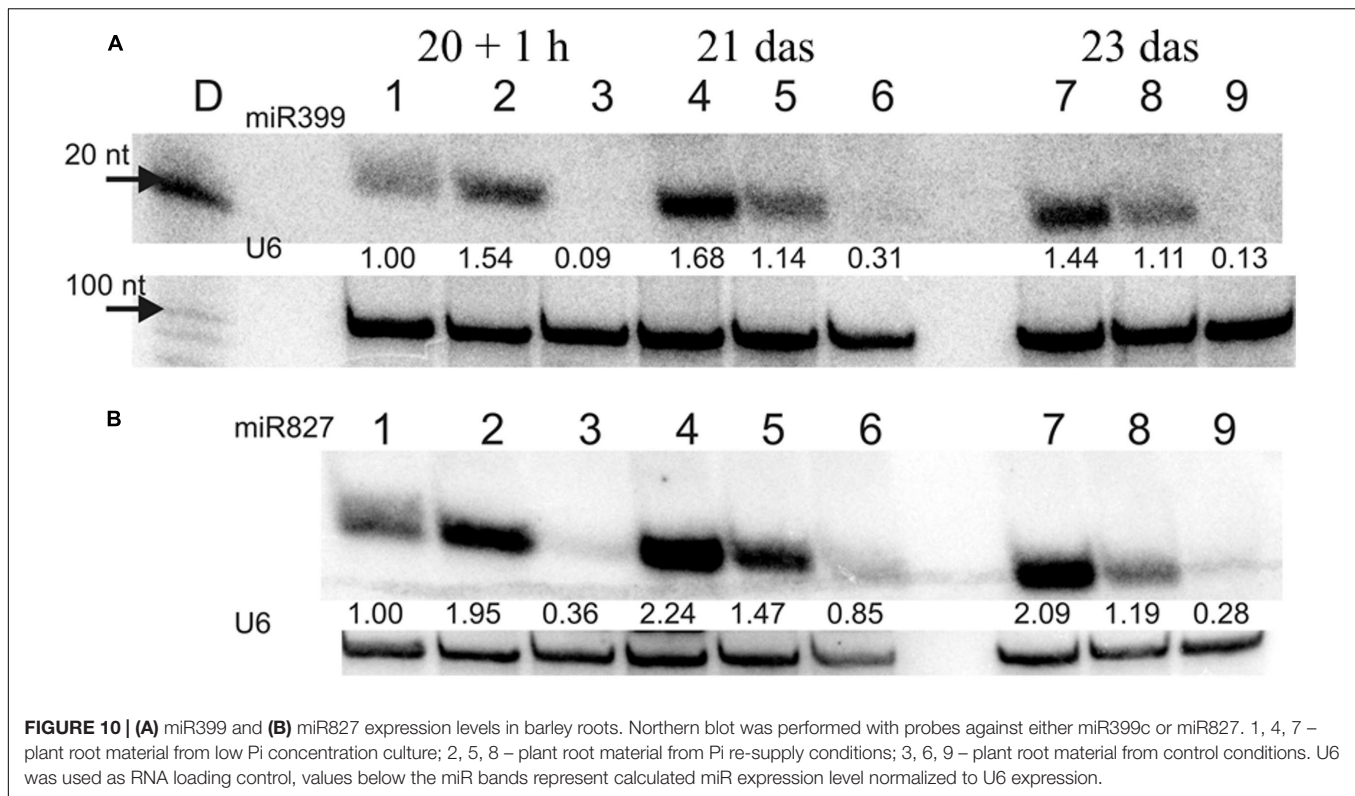 A
20 + 1 h 21 das 23 das
D 1 2 3 4 5 6 7 8 9
miR399
20 nt
U6
1.00 1.54 0.09 1.68 1.14 0.31 1.44 1.11 0.13
100 nt
B
miR827 1 2 3 4 5 6 7 8 9
1.00 1.95 0.36 2.24 1.47 0.85 2.09 1.19 0.28
U6
FIGURE 10 | (A) miR399 and (B) miR827 expression levels in barley roots. Northern blot was performed with probes against either miR399c or miR827. 1, 4, 7 –
plant root material from low Pi concentration culture; 2, 5, 8 – plant root material from Pi re-supply conditions; 3, 6, 9 – plant root material from control conditions. U6
was used as RNA loading control, values below the miR bands represent calculated miR expression level normalized to U6 expression.